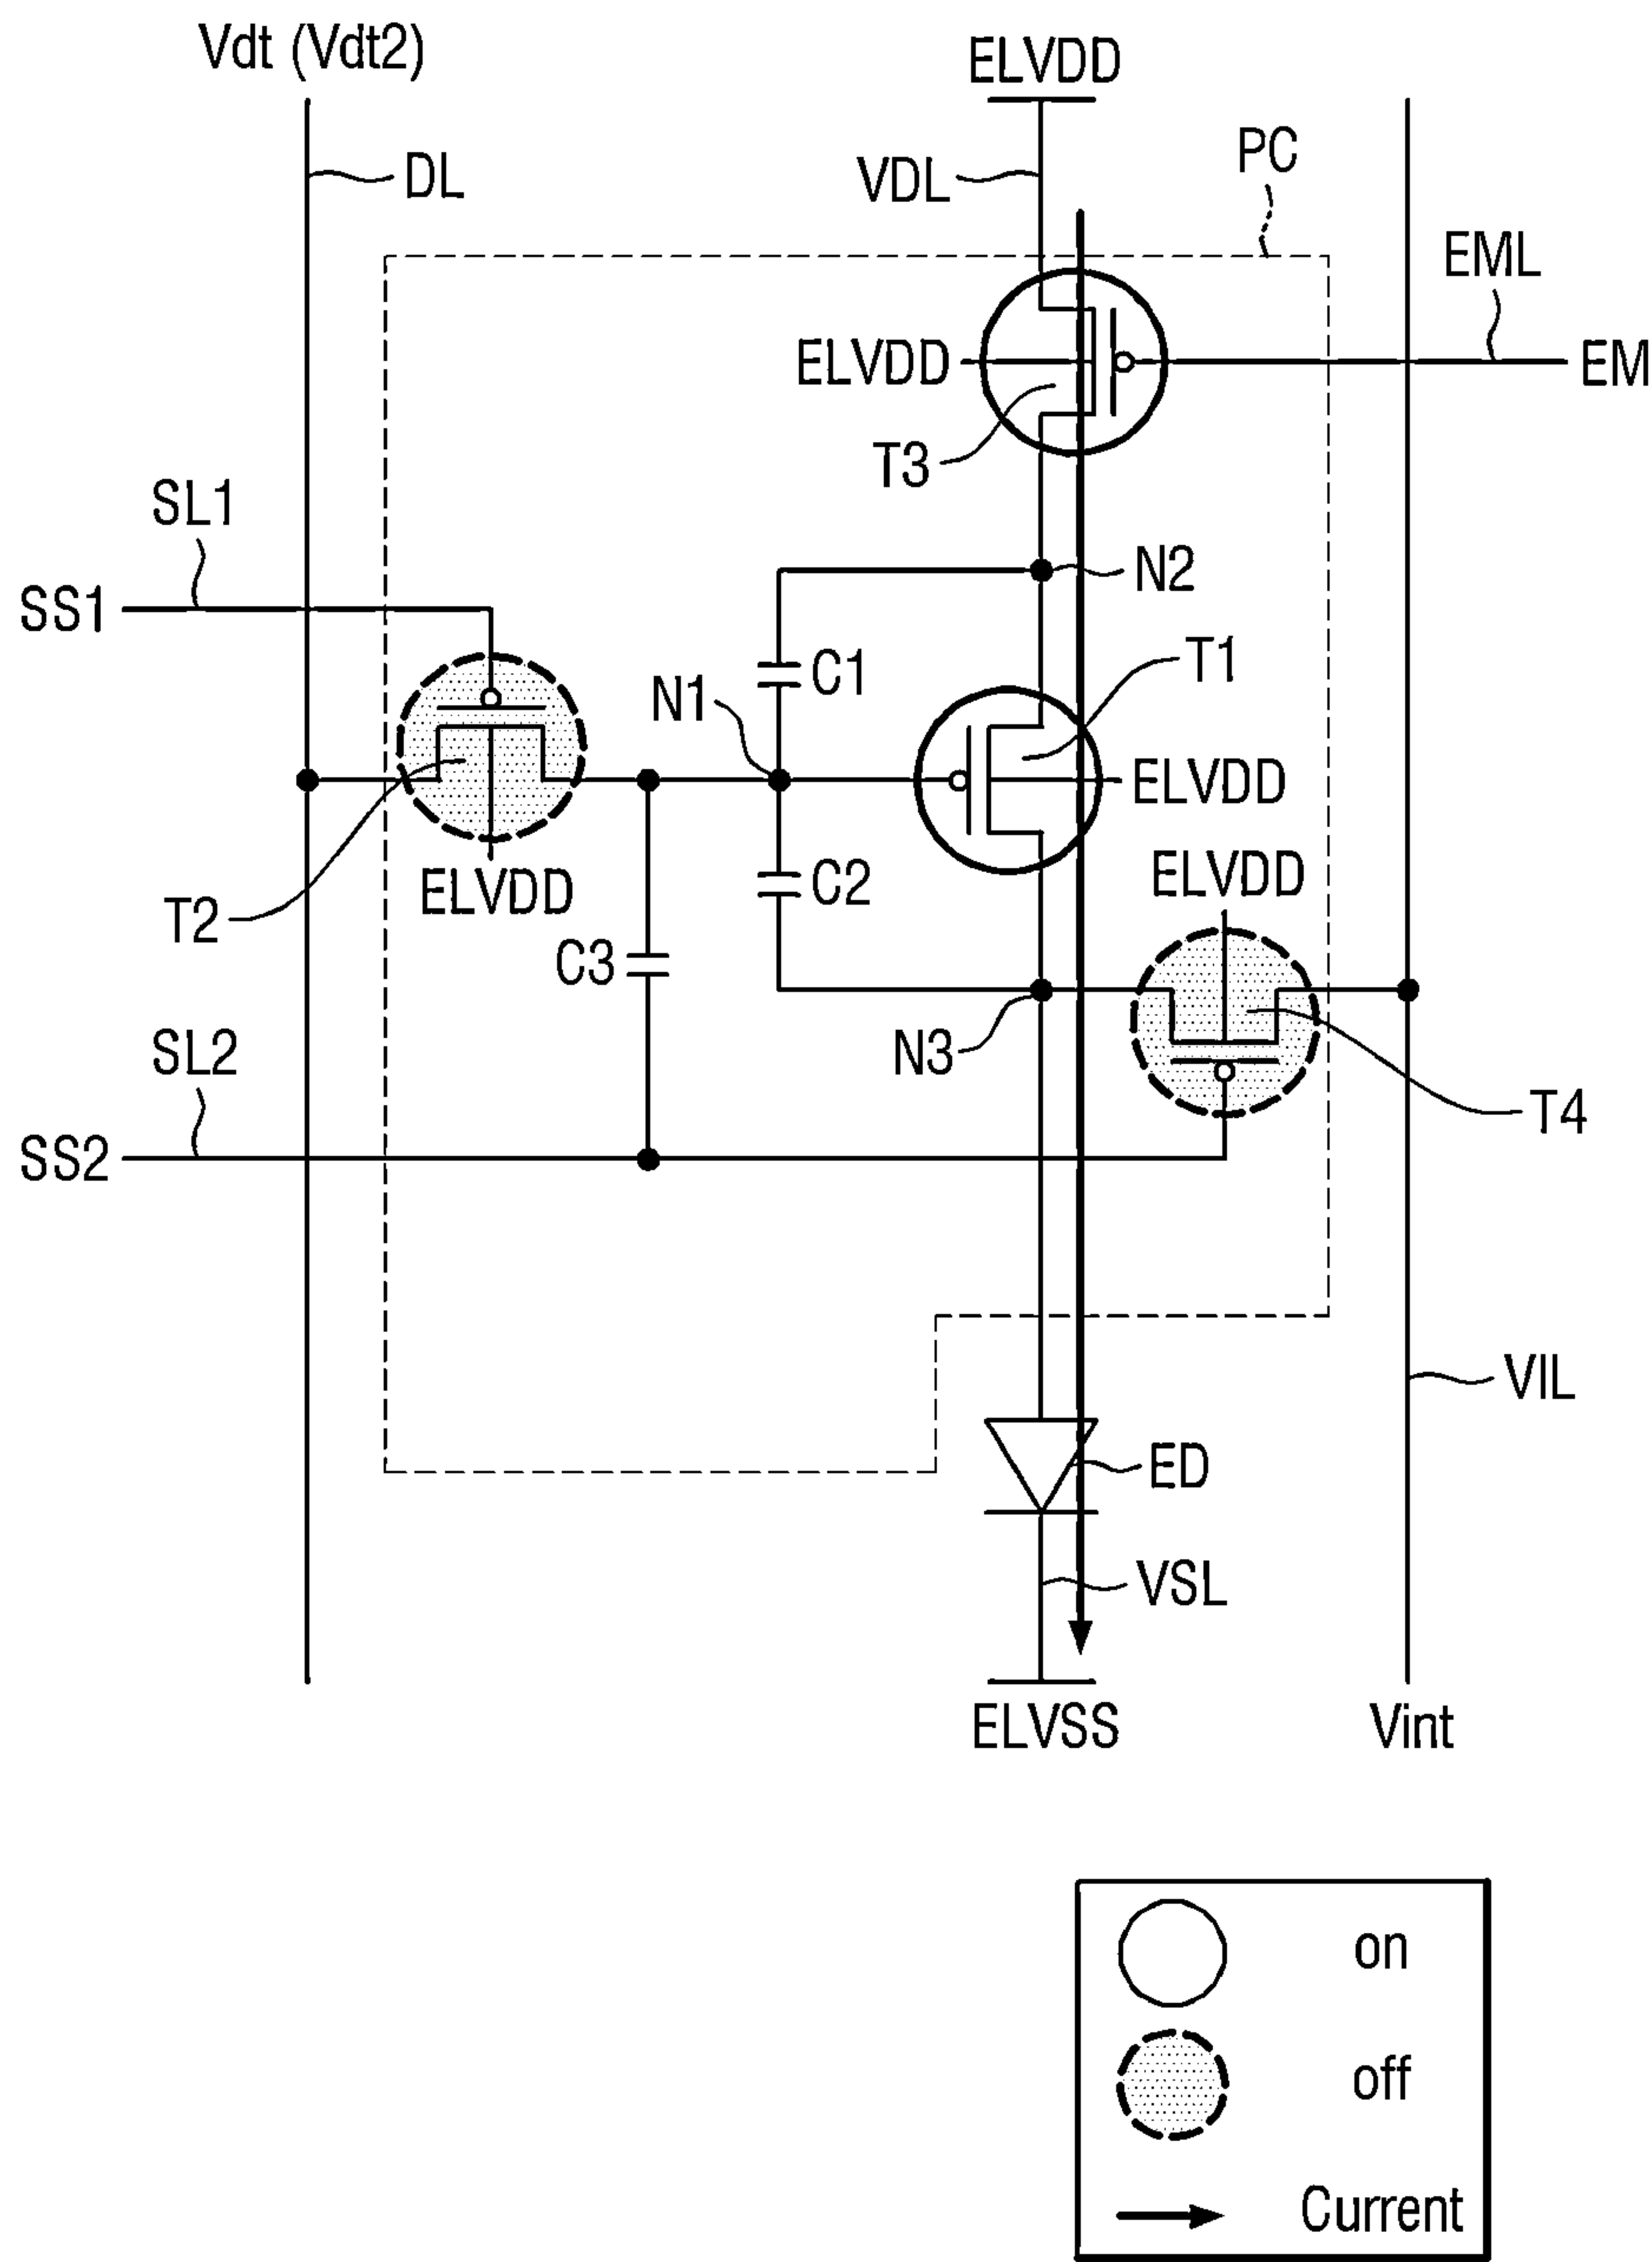 Vdt (Vdt2)
ELVDD
DL
VDL
PC
EML
ELVDD
EM
T3
SL1
N2
SS1
T1
C1
N1
ELVDD
ELVDD
C2
ELVDD
T2
C3
SL2
N3
T4
SS2
VIL
ED
VSL
ELVSS
Vint
on
off
Current